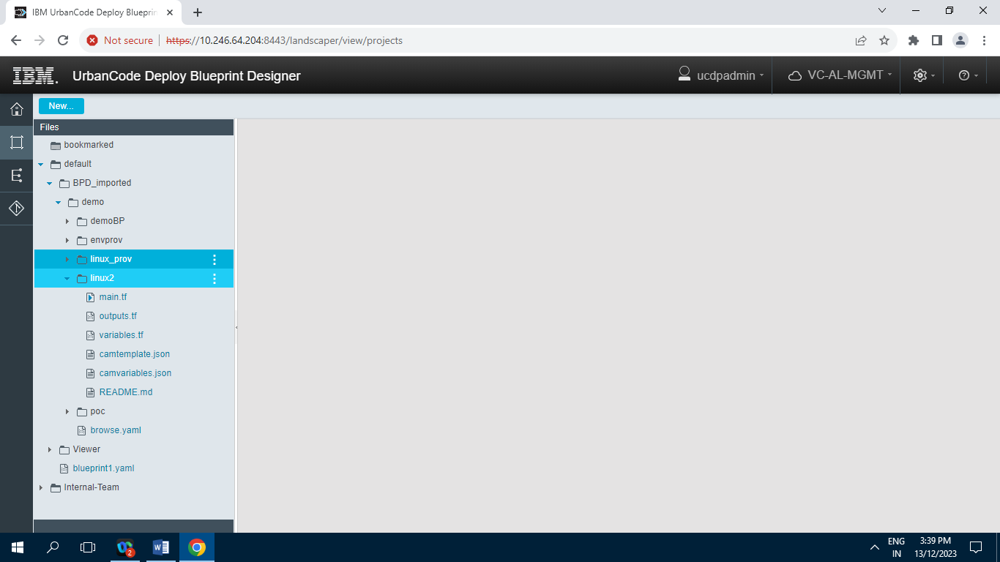 IBM UrbanCode Deploy Blueprin
Not secure https://10.246.64.204:8443/landscaper/view/projects
IBM. UrbanCode Deploy Blueprint Designer ucdpadmin VC-AL-MGMT
New...
Files
bookmarked
default
BPD_imported
demo
demoBP
envprov
linux_prov
linux2
main.tf
outputs.tf
variables.tf
camtemplate.json
camvariables.json
README.md
poc
browse.yaml
Viewer
blueprint1.yaml
Internal-Team
2
ENG 3:39 PM
IN 13/12/2023